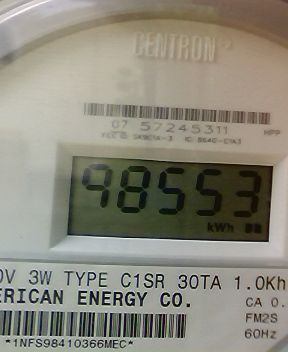 CENTRON
07 57245311 HPP
98553
kWh
0V 3W TYPE C1SR 30TA 1.0Kh
ERICAN ENERGY CO. CA 0.
FM2S
*1NFS98410366MEC* 60Hz